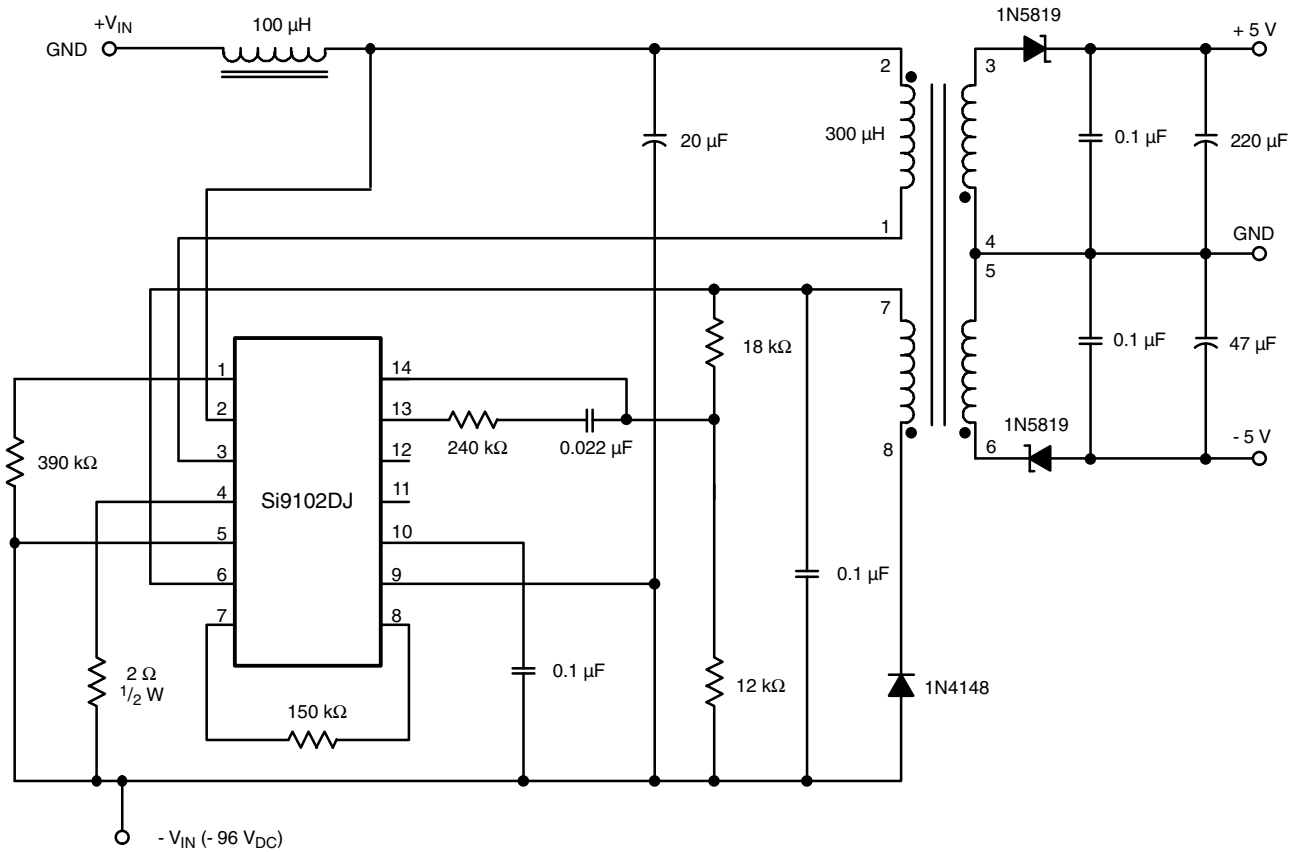 +VIN
GND
100 µH
1N5819
+ 5 V
2
3
300 µH
20 µF
0.1 µF
220 µF
1
4
GND
5
7
18 kΩ
0.1 µF
47 µF
1
14
2
13
240 kΩ
0.022 µF
8
1N5819
6
- 5 V
390 kΩ
3
12
4
11
Si9102DJ
5
10
6
9
0.1 µF
7
8
2 Ω
1/2 W
0.1 µF
12 kΩ
1N4148
150 kΩ
- VIN (- 96 VDC)